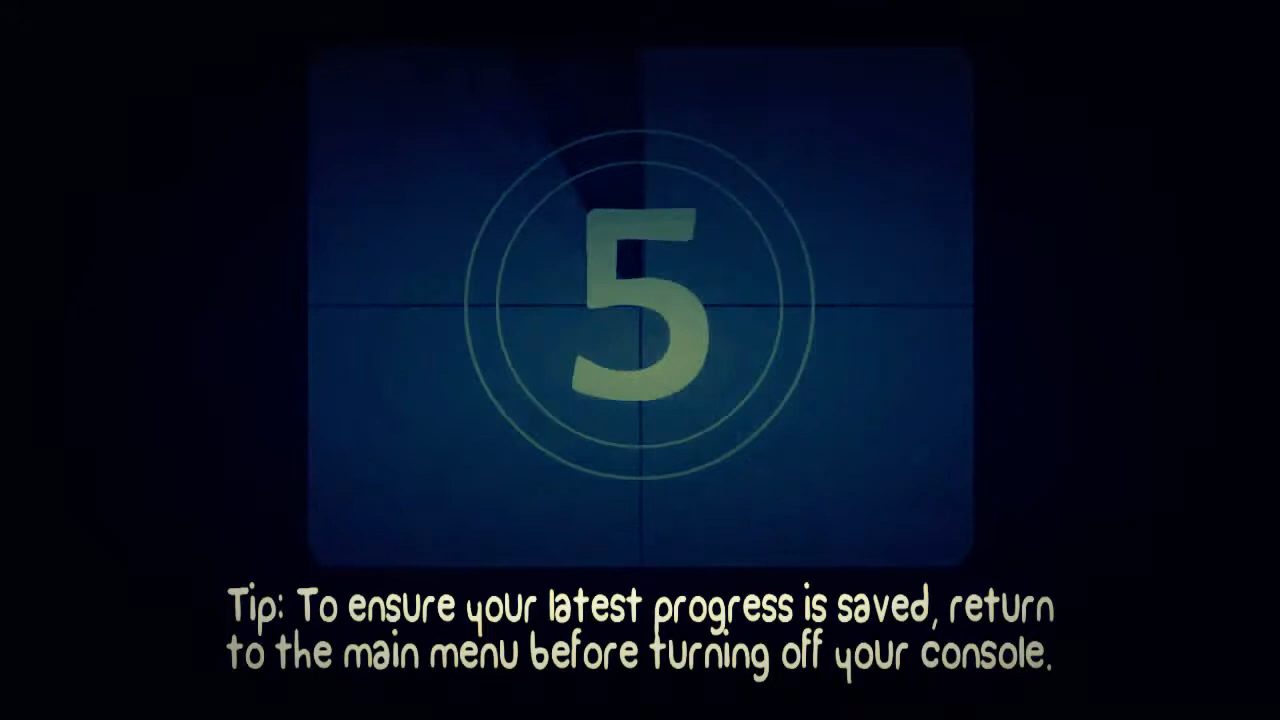 5
Tip: To ensure your latest progress is saved, return
to the main menu before turning off your console.